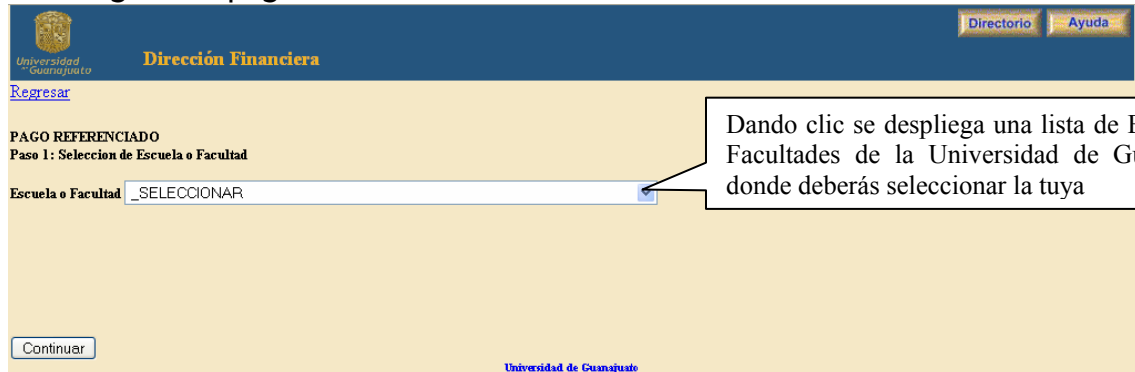 Directorio Ayuda
Universidad
de Guanajuato
Dirección Financiera
Regresar
PAGO REFERENCIADO
Paso 1: Seleccion de Escuela o Facultad
Dando clic se despliega una lista de
Facultades de la Universidad de
donde deberás seleccionar la tuya
Escuela o Facultad _SELECCIONAR
Continuar
Universidad de Guanajuato